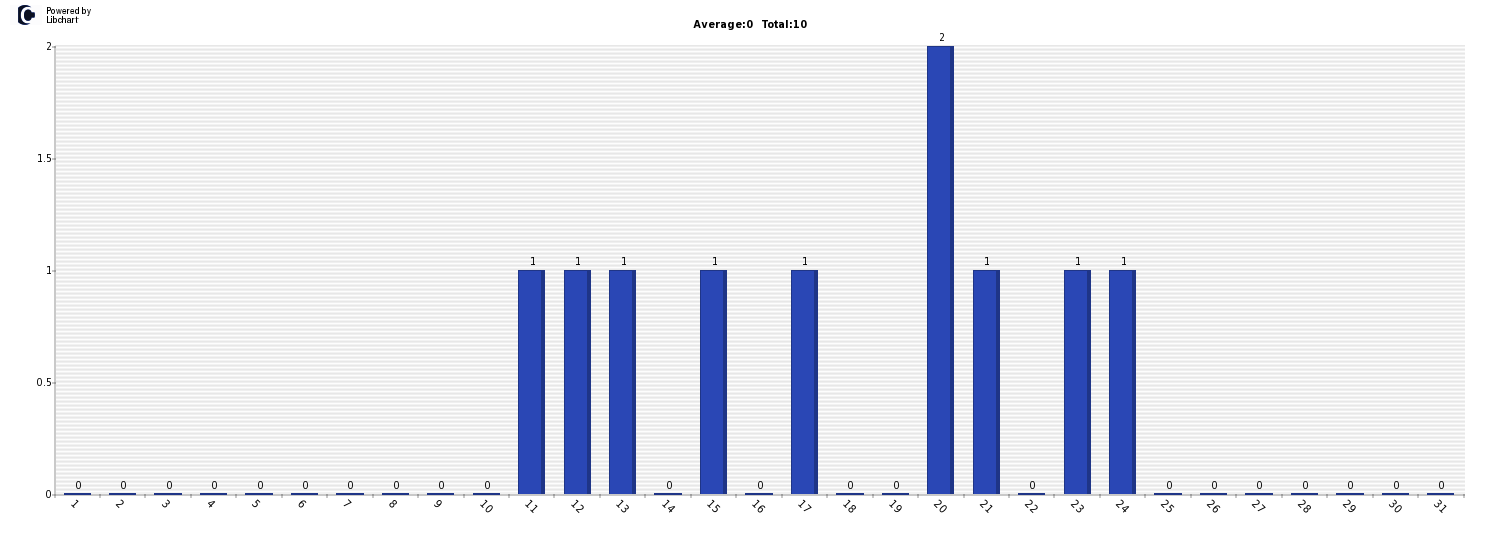 Powered by
Libchart
Average:0 Total:10
2
2
1.5
1 1 1 1 1 1 1 1
1
0.5
0 0 0 0 0 0 0 0 0 0 0 0 0 0 0 0 0 0 0 0 0 0
0
1 2 3 4 5 6 7 8 9 10 11 12 13 14 15 16 17 18 19 20 21 22 23 24 25 26 27 28 29 30 31